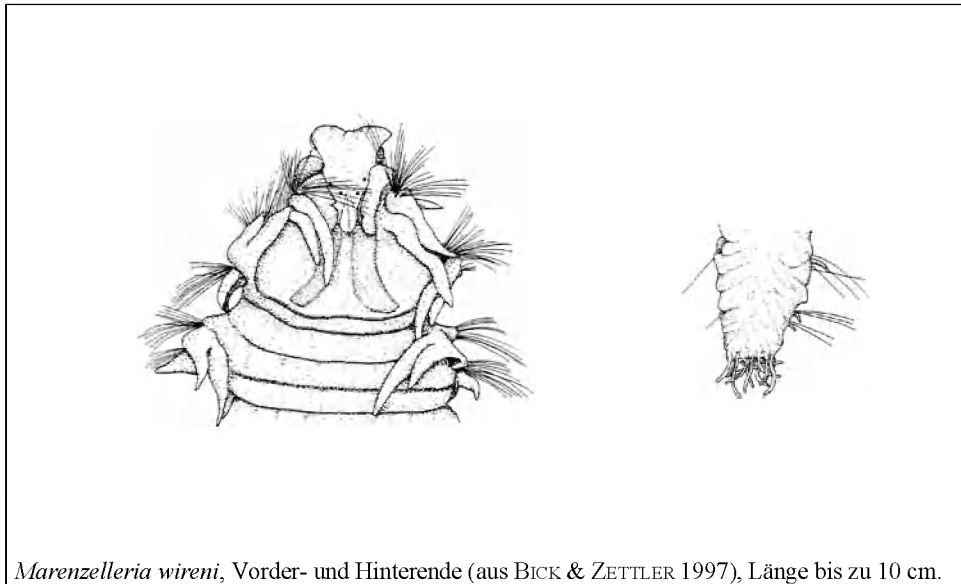 Marenzelleria wireni, Vorder- und Hinterende (aus BICK & ZETTLER 1997), Länge bis zu 10 cm.